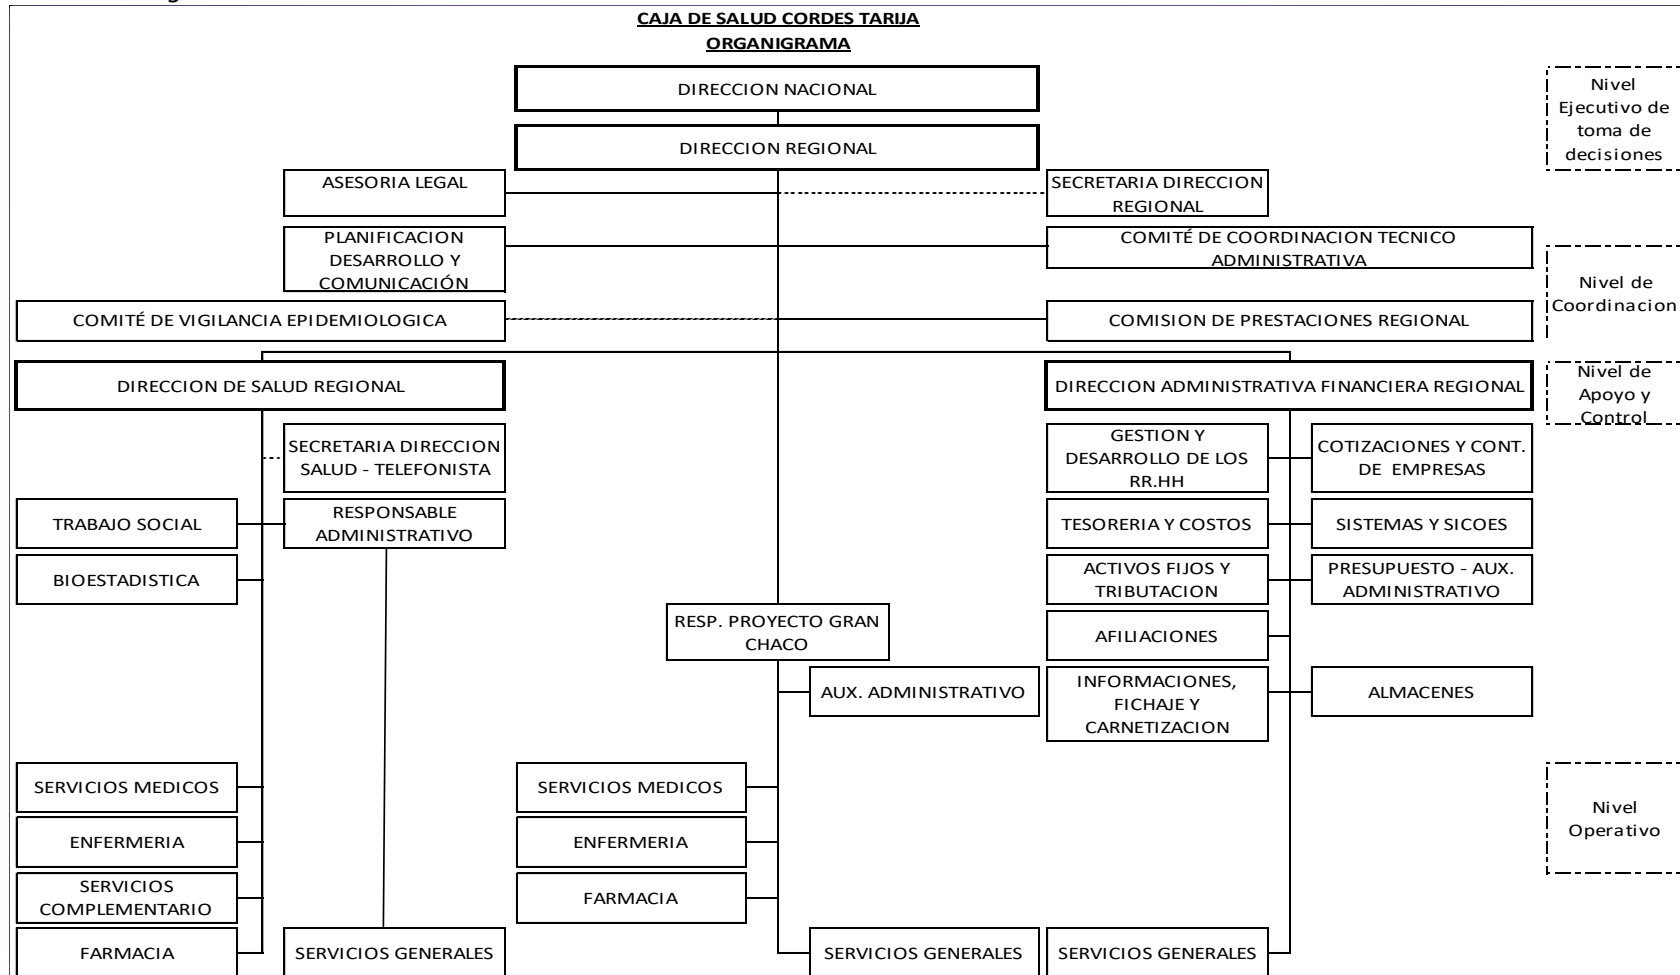 CAJA DE SALUD CORDES TARIJA
ORGANIGRAMA
DIRECCION NACIONAL
Nivel
Ejecutivo de
toma de
decisiones
DIRECCION REGIONAL
ASESORIA LEGAL
SECRETARIA DIRECCION
REGIONAL
PLANIFICACION
DESARROLLO Y
COMUNICACIÓN
COMITÉ DE COORDINACION TECNICO
ADMINISTRATIVA
Nivel de
Coordinacion
COMITÉ DE VIGILANCIA EPIDEMIOLOGICA
COMISION DE PRESTACIONES REGIONAL
DIRECCION DE SALUD REGIONAL
DIRECCION ADMINISTRATIVA FINANCIERA REGIONAL
Nivel de
Apoyo y
Control
SECRETARIA DIRECCION
SALUD - TELEFONISTA
GESTION Y
DESARROLLO DE LOS
RR.HH
COTIZACIONES Y CONT.
DE EMPRESAS
TRABAJO SOCIAL
RESPONSABLE
ADMINISTRATIVO
TESORERIA Y COSTOS
SISTEMAS Y SICOES
BIOESTADISTICA
ACTIVOS FIJOS Y
TRIBUTACION
PRESUPUESTO - AUX.
ADMINISTRATIVO
RESP. PROYECTO GRAN
CHACO
AFILIACIONES
AUX. ADMINISTRATIVO
INFORMACIONES,
FICHAJE Y
CARNETIZACION
ALMACENES
SERVICIOS MEDICOS
SERVICIOS MEDICOS
Nivel
Operativo
ENFERMERIA
ENFERMERIA
SERVICIOS
COMPLEMENTARIO
FARMACIA
FARMACIA
SERVICIOS GENERALES
SERVICIOS GENERALES
SERVICIOS GENERALES